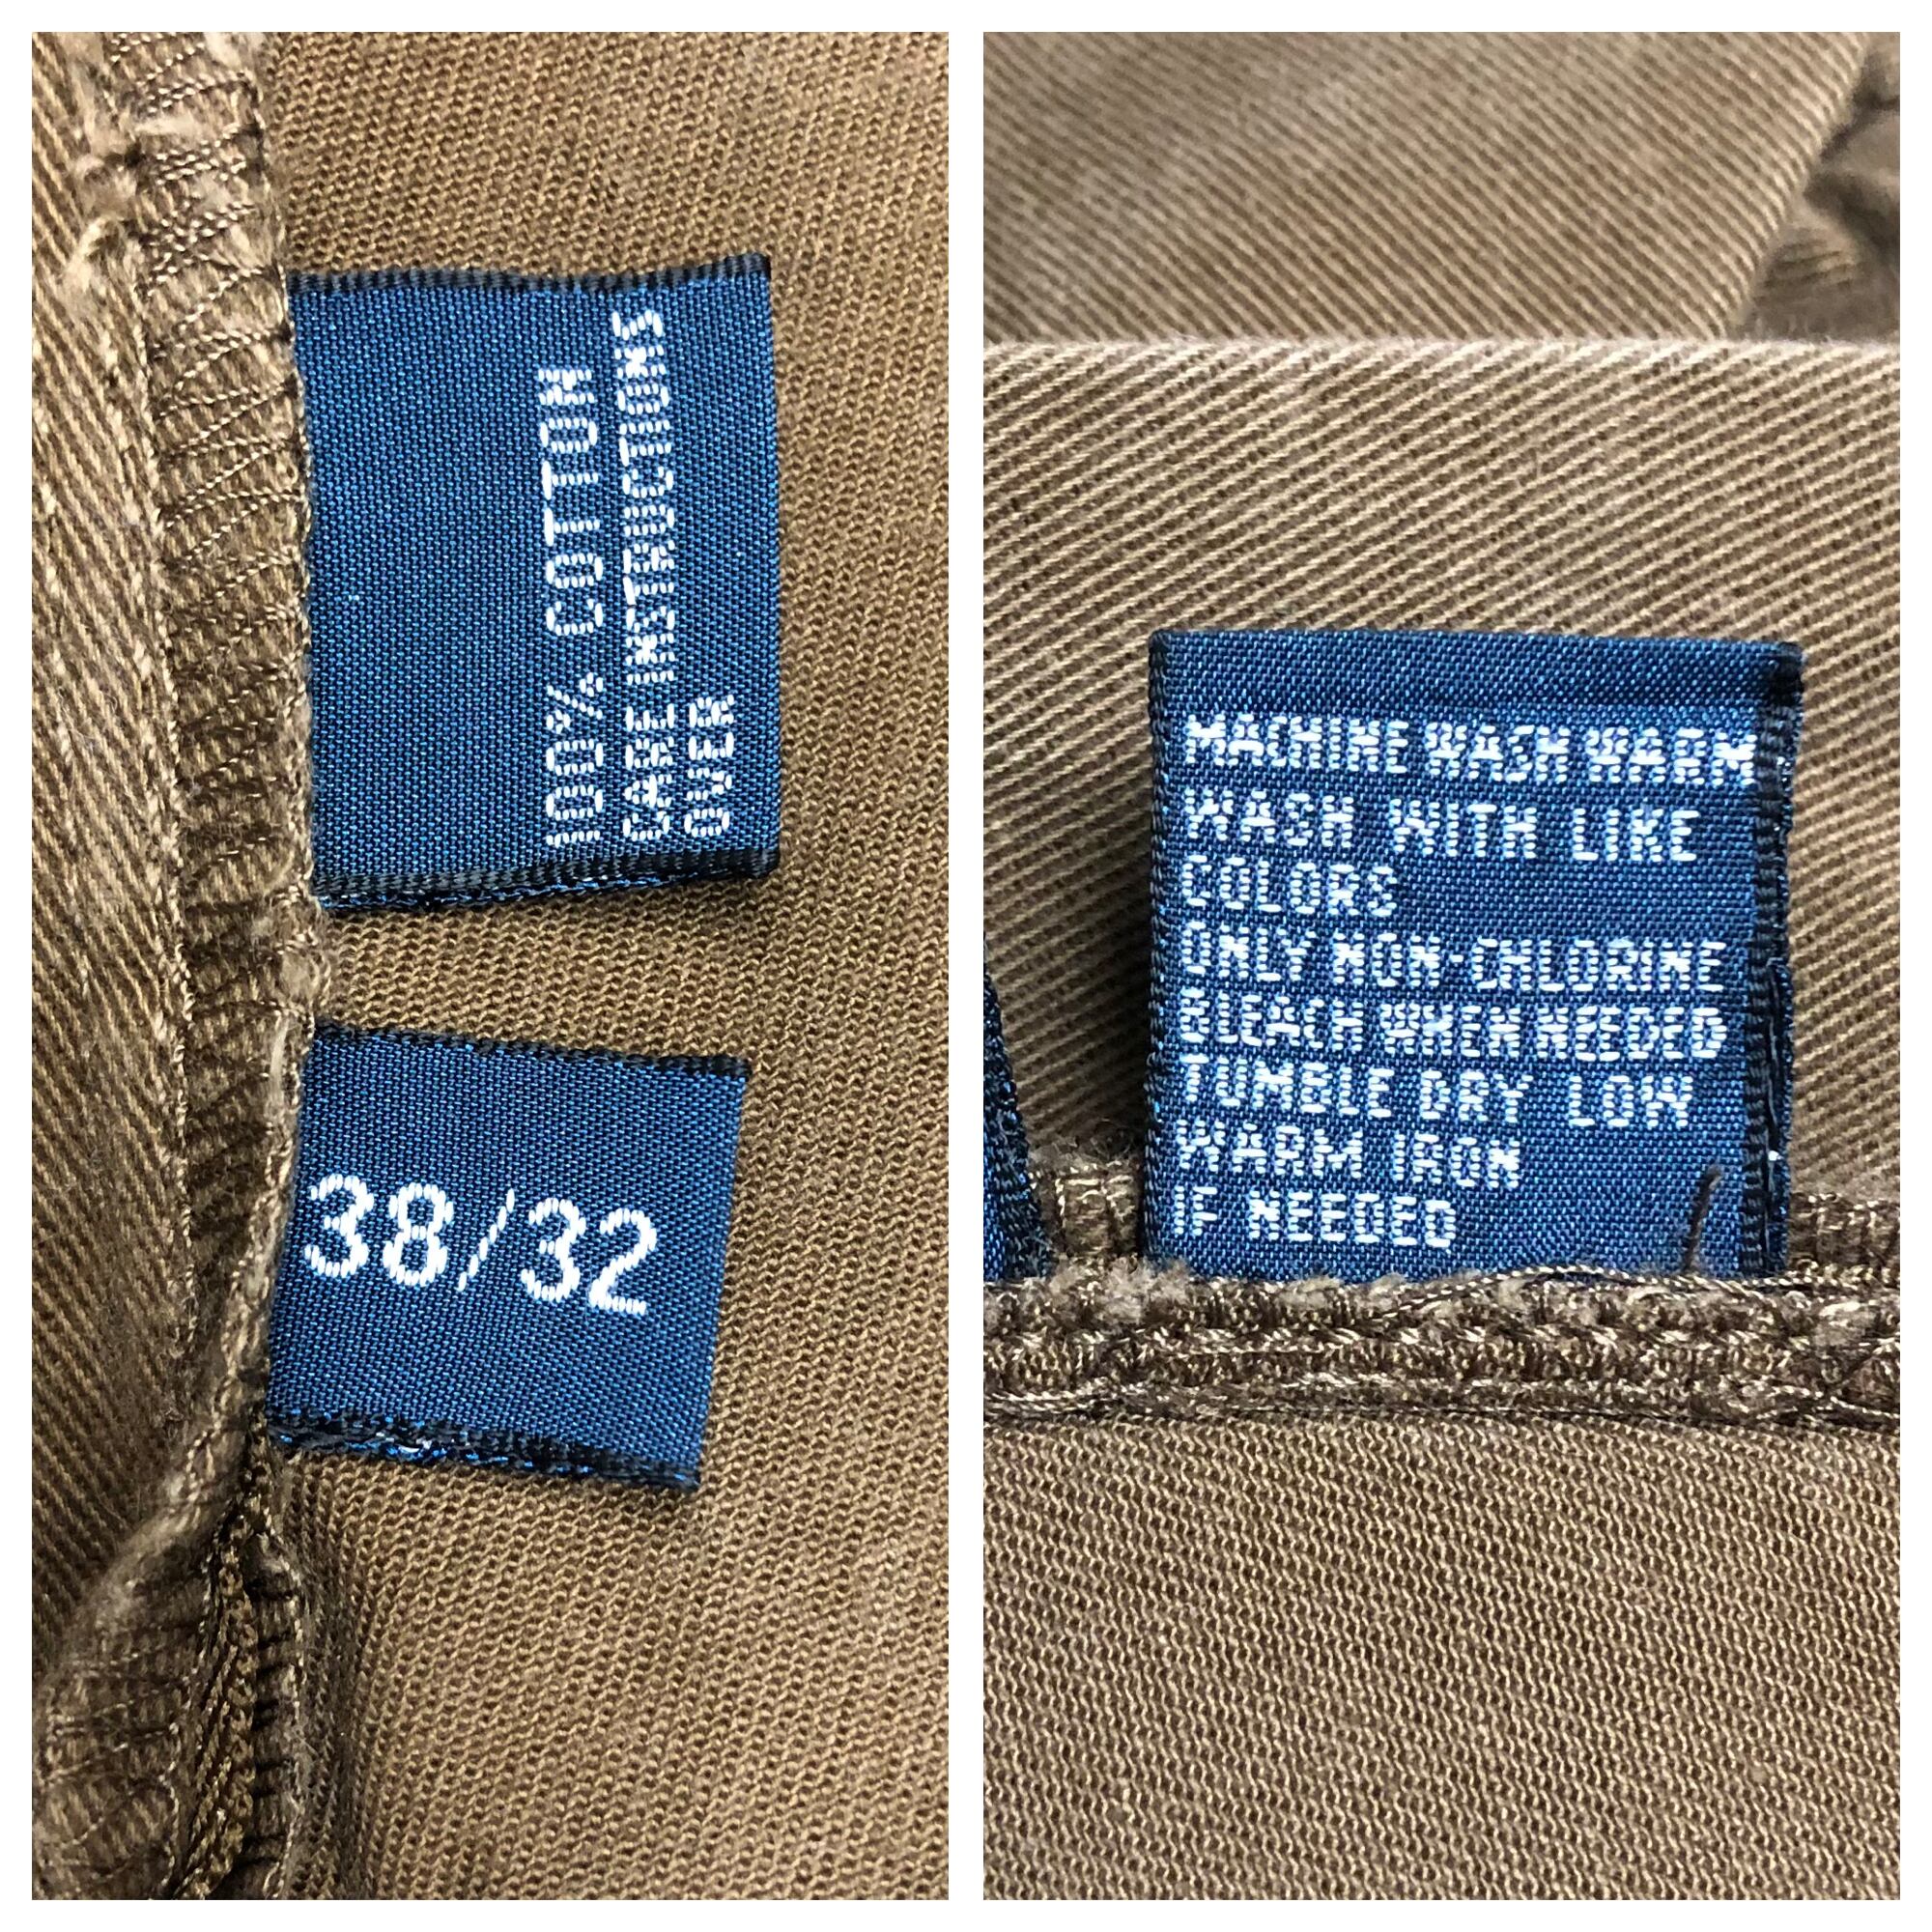 100% COTTON
CARE INSTRUCTIONS
OVER
38/32
MACHINE WASH WARM
WASH WITH LIKE
COLORS
ONLY NON-CHLORINE
BLEACH WHEN NEEDED
TUMBLE DRY LOW
WARM IRON
IF NEEDED